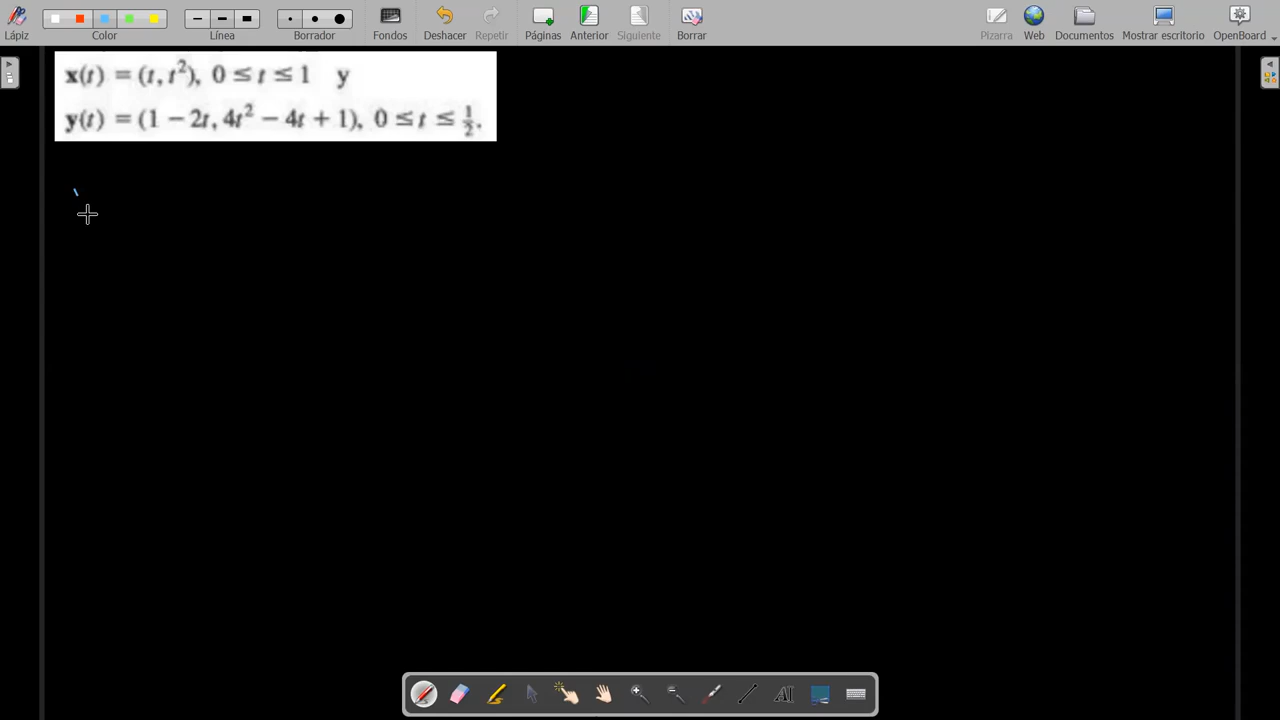 Lápiz Color Línea Borrador Fondos Deshacer Repetir Páginas Anterior Siguiente Borrar Pizarra Web Documentos Mostrar escritorio OpenBoard
x(t) = (t, t²), 0 ≤ t ≤ 1 y
y(t) = (1 − 2t, 4t² − 4t + 1), 0 ≤ t ≤ ½.
AI